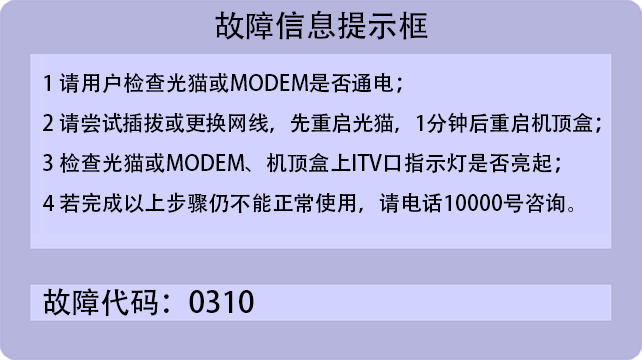 故障信息提示框
1 请用户检查光猫或MODEM是否通电；
2 请尝试插拔或更换网线，先重启光猫，1分钟后重启机顶盒；
3 检查光猫或MODEM、机顶盒上ITV口指示灯是否亮起；
4 若完成以上步骤仍不能正常使用，请电话10000号咨询。
故障代码：0310